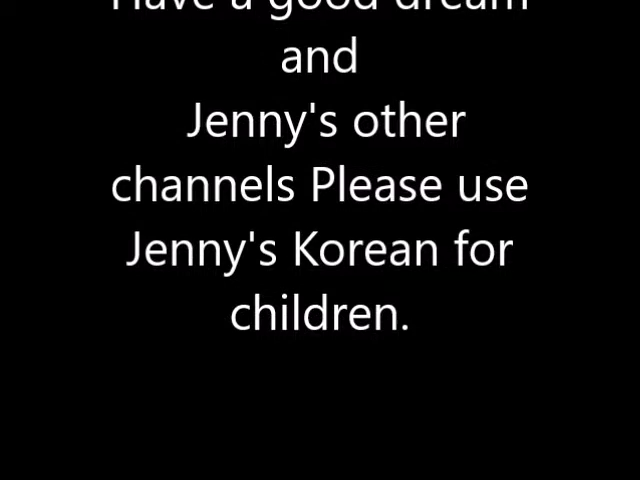 Have a good dream
and
Jenny's other
channels Please use
Jenny's Korean for
children.